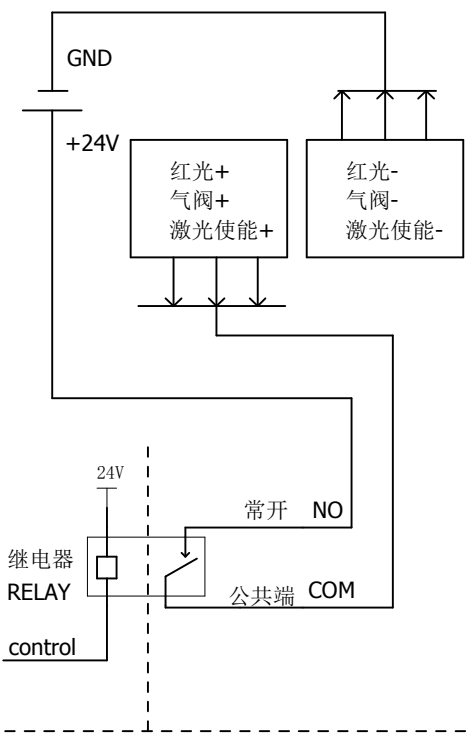 GND
+24V
红光+
气阀+
激光使能+
红光-
气阀-
激光使能-
24V
常开 NO
继电器
RELAY
公共端 COM
control